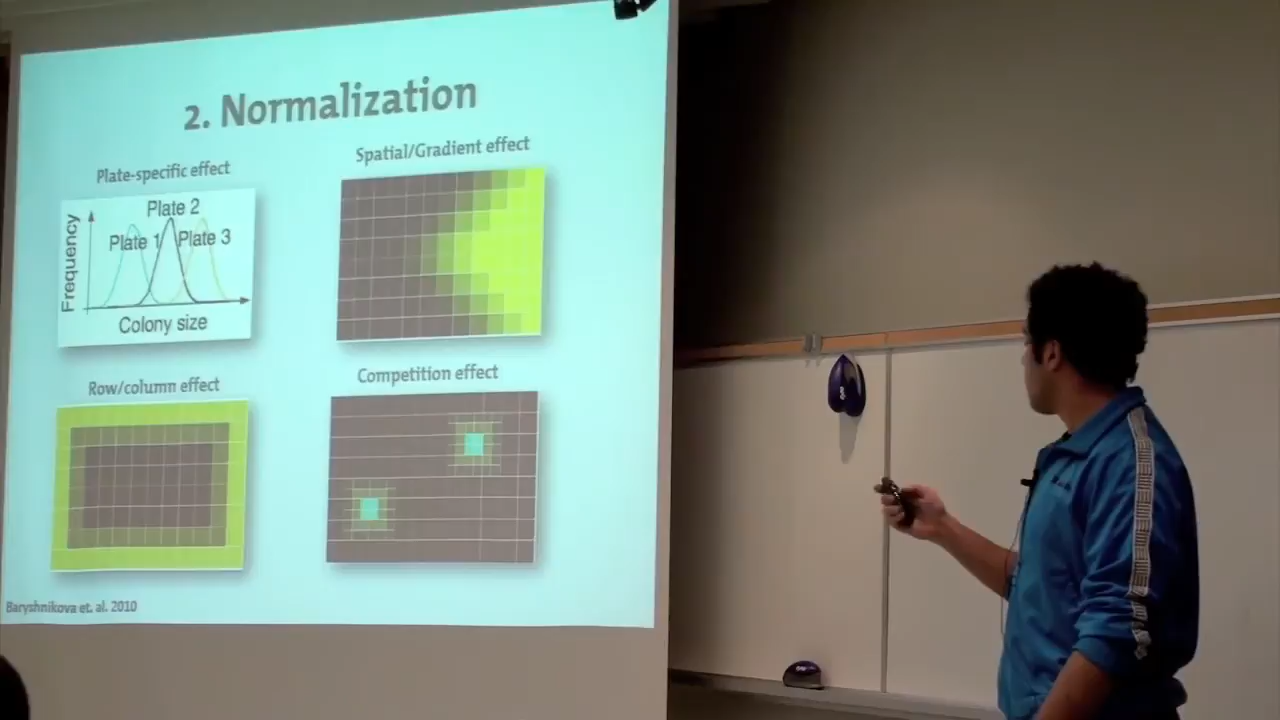 2. Normalization
Plate-specific effect
Spatial/Gradient effect
Frequency
Plate 2
Plate 1
Plate 3
Colony size
Row/column effect
Competition effect
Baryshnikova et. al. 2010